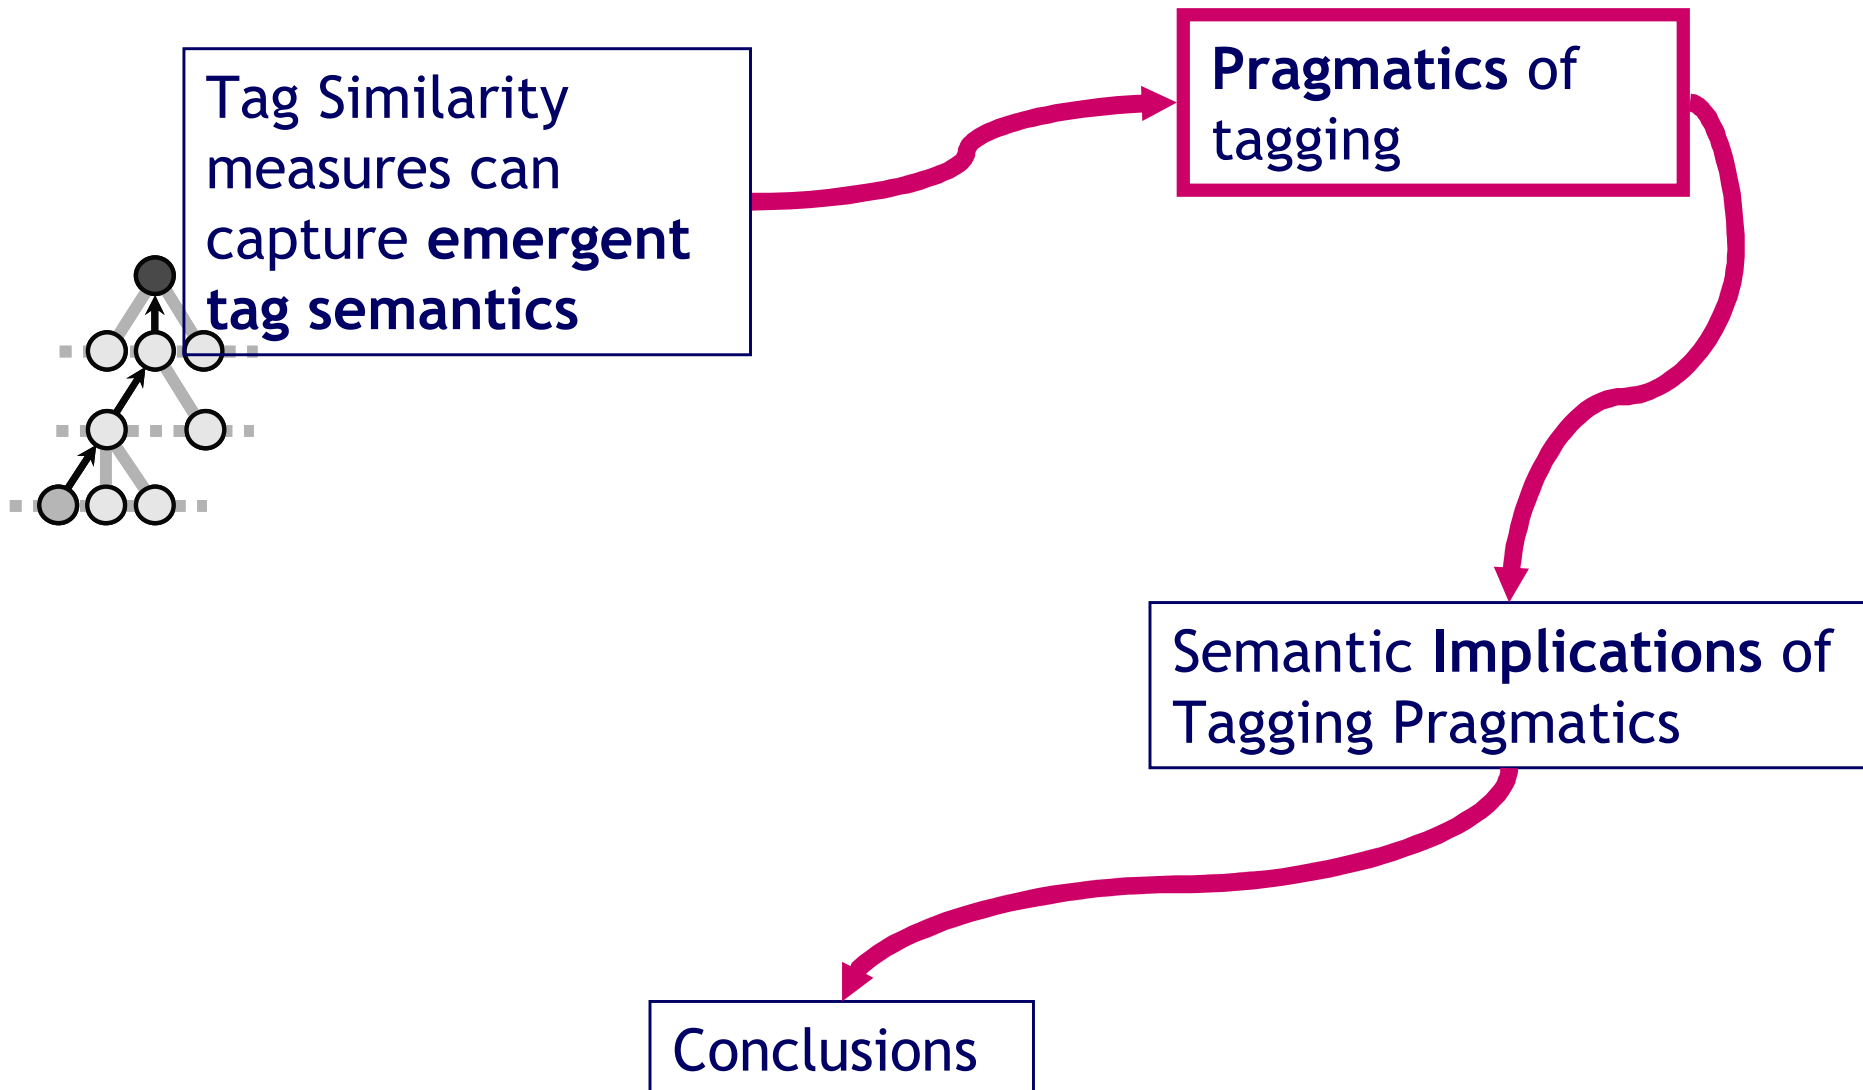 Tag Similarity
measures can
capture emergent
tag semantics
Pragmatics of
tagging
Semantic Implications of
Tagging Pragmatics
Conclusions